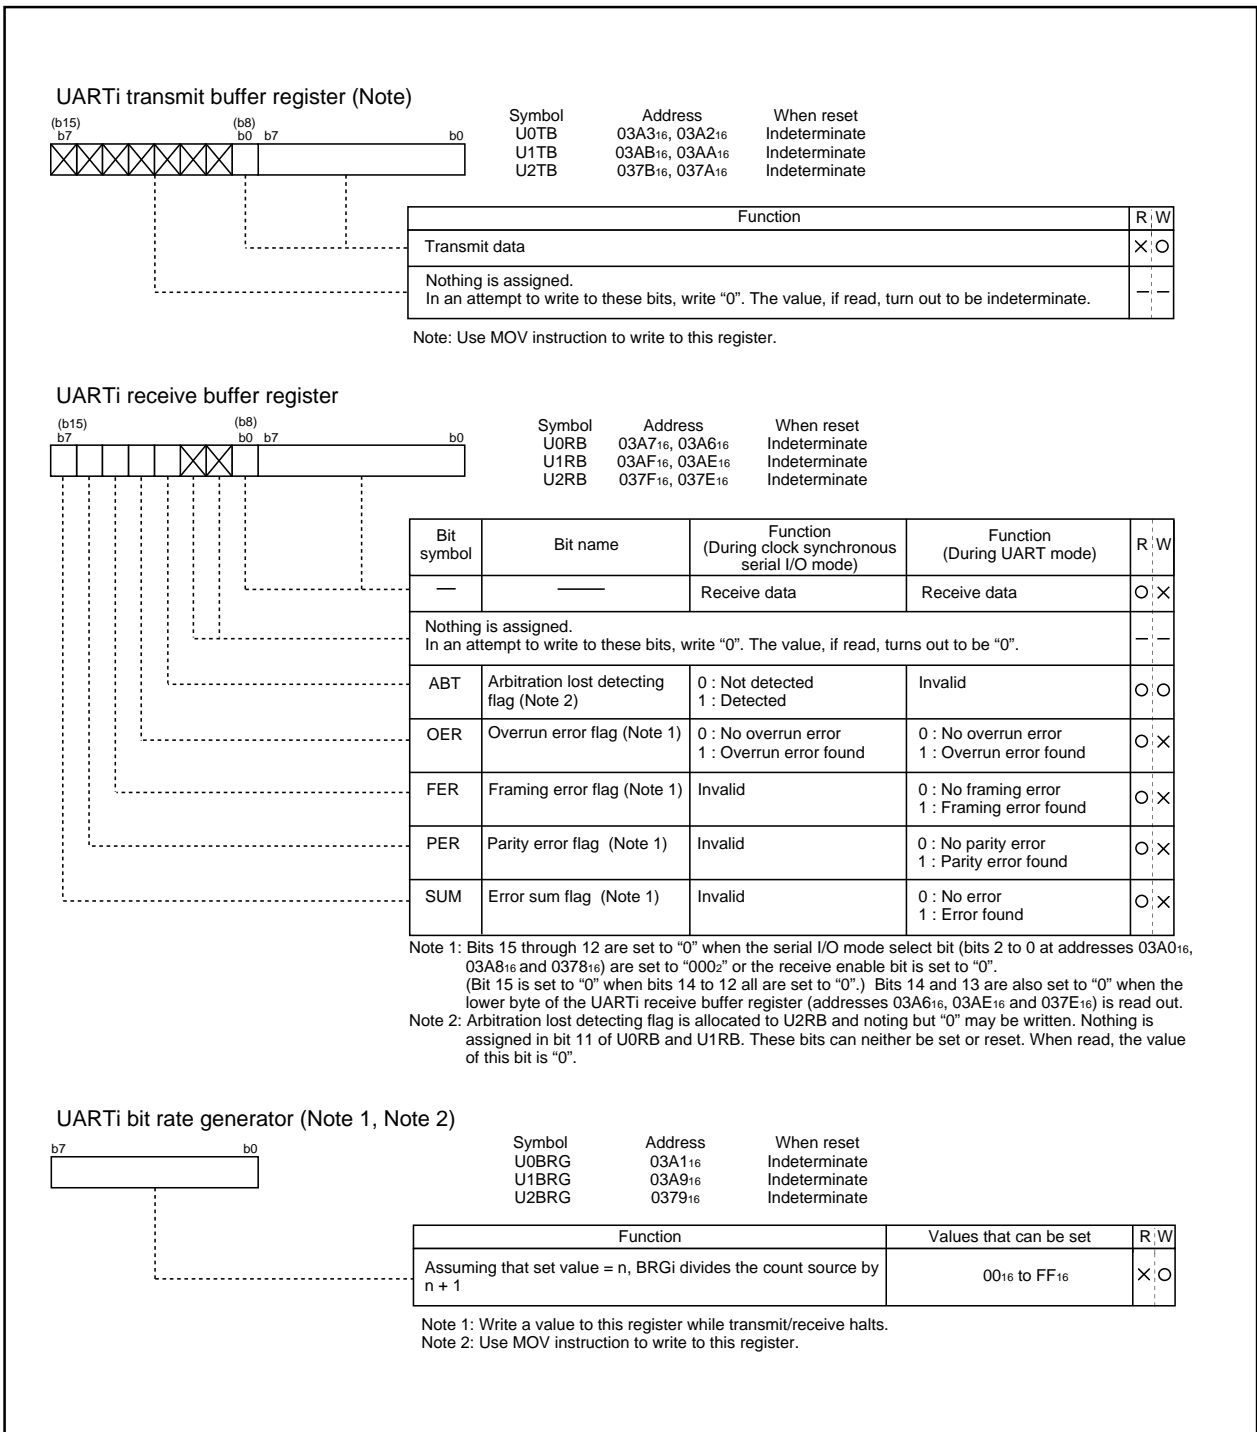 UARTi transmit buffer register (Note)
(b15) (b8)
b7 b0 b7 b0
Symbol Address When reset
U0TB 03A3₁₆, 03A2₁₆ Indeterminate
U1TB 03AB₁₆, 03AA₁₆ Indeterminate
U2TB 037B₁₆, 037A₁₆ Indeterminate
Function R W
Transmit data
Nothing is assigned.
In an attempt to write to these bits, write “0”. The value, if read, turn out to be indeterminate.
Note: Use MOV instruction to write to this register.
UARTi receive buffer register
(b15) (b8)
b7 b0 b7 b0
Symbol Address When reset
U0RB 03A7₁₆, 03A6₁₆ Indeterminate
U1RB 03AF₁₆, 03AE₁₆ Indeterminate
U2RB 037F₁₆, 037E₁₆ Indeterminate
Bit symbol Bit name Function (During clock synchronous serial I/O mode) Function (During UART mode) R W
— — Receive data Receive data
Nothing is assigned.
In an attempt to write to these bits, write “0”. The value, if read, turns out to be “0”.
ABT Arbitration lost detecting flag (Note 2) 0 : Not detected 1 : Detected Invalid
OER Overrun error flag (Note 1) 0 : No overrun error 1 : Overrun error found 0 : No overrun error 1 : Overrun error found
FER Framing error flag (Note 1) Invalid 0 : No framing error 1 : Framing error found
PER Parity error flag (Note 1) Invalid 0 : No parity error 1 : Parity error found
SUM Error sum flag (Note 1) Invalid 0 : No error 1 : Error found
Note 1: Bits 15 through 12 are set to “0” when the serial I/O mode select bit (bits 2 to 0 at addresses 03A0₁₆,
03A8₁₆ and 0378₁₆) are set to “000₂” or the receive enable bit is set to “0”.
(Bit 15 is set to “0” when bits 14 to 12 all are set to “0”.) Bits 14 and 13 are also set to “0” when the
lower byte of the UARTi receive buffer register (addresses 03A6₁₆, 03AE₁₆ and 037E₁₆) is read out.
Note 2: Arbitration lost detecting flag is allocated to U2RB and noting but “0” may be written. Nothing is
assigned in bit 11 of U0RB and U1RB. These bits can neither be set or reset. When read, the value
of this bit is “0”.
UARTi bit rate generator (Note 1, Note 2)
b7 b0
Symbol Address When reset
U0BRG 03A1₁₆ Indeterminate
U1BRG 03A9₁₆ Indeterminate
U2BRG 0379₁₆ Indeterminate
Function Values that can be set R W
Assuming that set value = n, BRGi divides the count source by
n + 1 00₁₆ to FF₁₆
Note 1: Write a value to this register while transmit/receive halts.
Note 2: Use MOV instruction to write to this register.